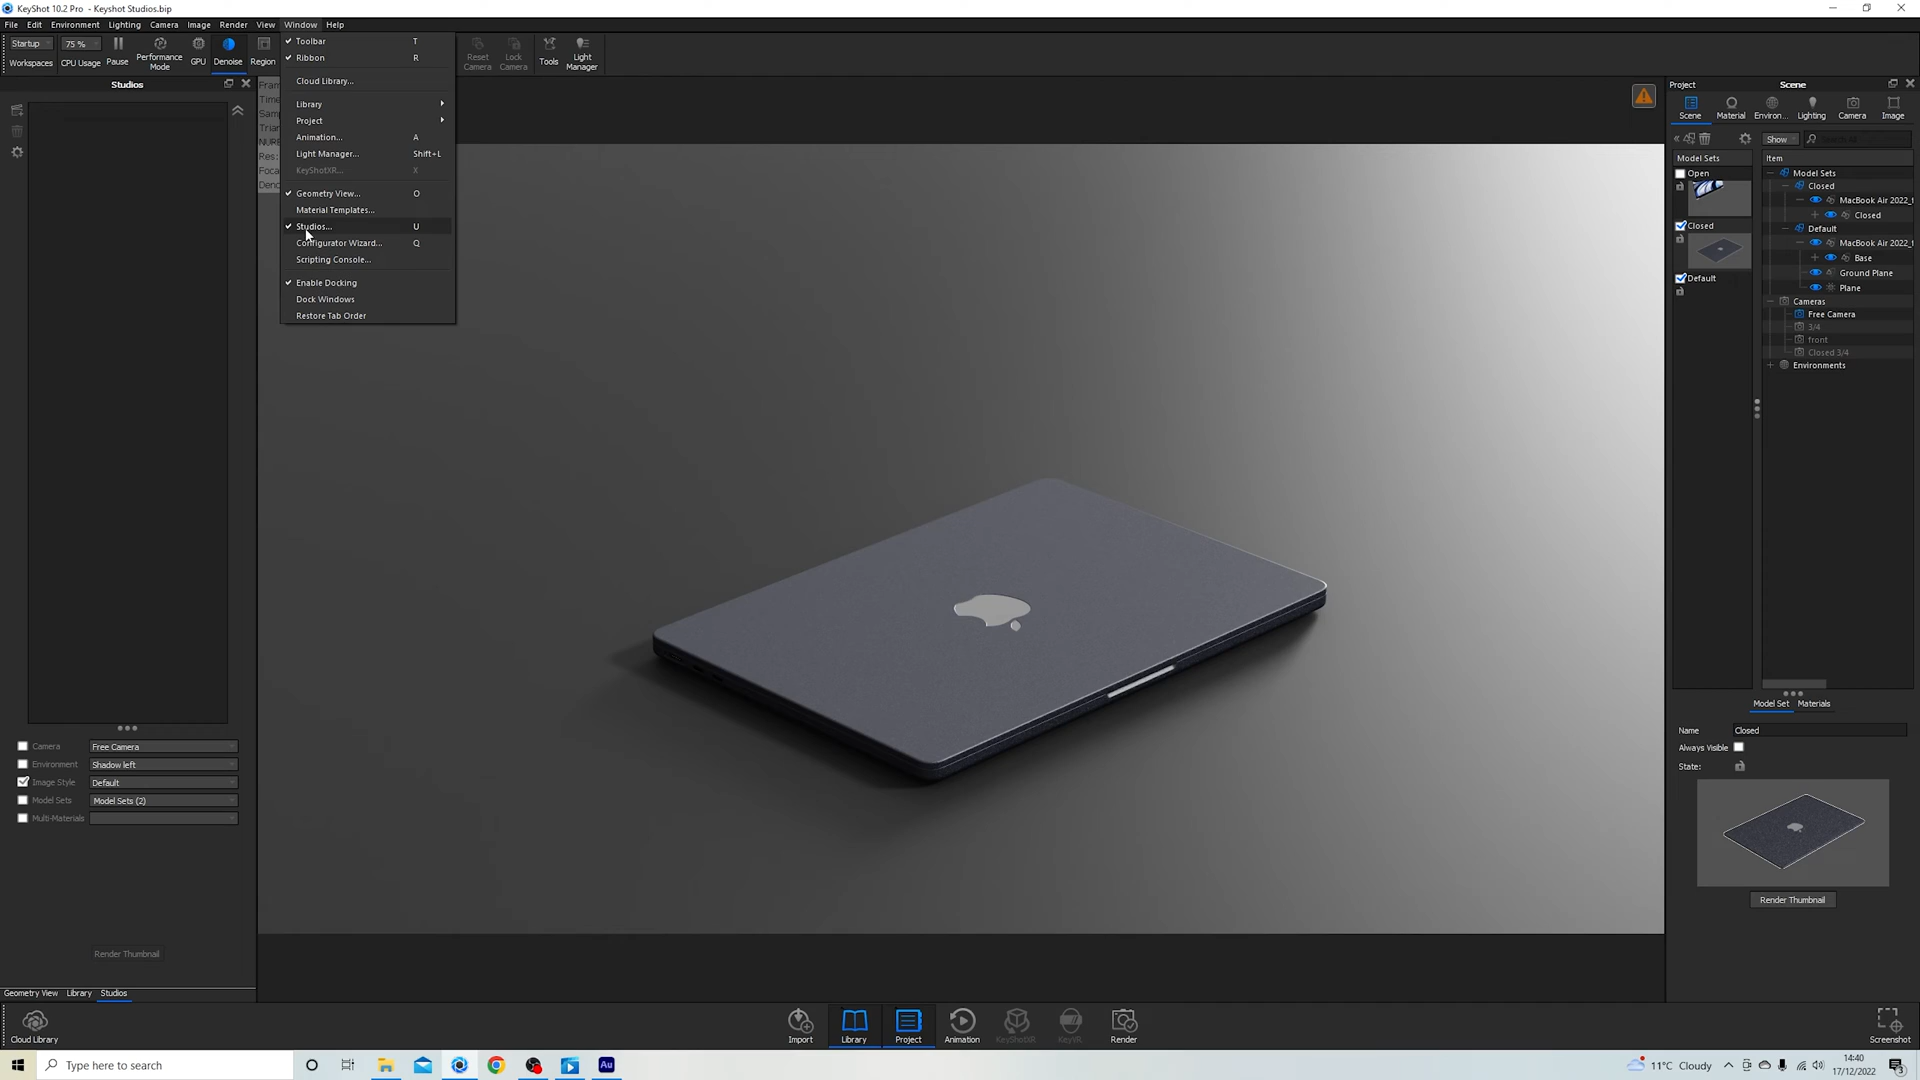 KeyShot 10.2 Pro - Keyshot Studios.bip
File Edit Environment Lighting Camera Image Render View Window Help
Startup
Workspaces
75 %
CPU Usage
Pause
Performance Mode
GPU
Denoise
Region
Reset Camera
Lock Camera
Tools
Light Manager
Toolbar T
Ribbon R
Cloud Library...
Library
Project
Animation... A
Light Manager... Shift+L
KeyShotXR... X
Geometry View... O
Material Templates...
Studios... U
Configurator Wizard... Q
Scripting Console...
Enable Docking
Dock Windows
Restore Tab Order
Studios
Camera Free Camera
Environment Shadow left
Image Style Default
Model Sets Model Sets (2)
Multi-Materials
Render Thumbnail
Geometry View Library Studios
Project Scene
Scene Material Environ... Lighting Camera Image
Show
Model Sets
Open
Closed
Default
Item
Model Sets
Closed
MacBook Air 2022_
Closed
Default
MacBook Air 2022_
Base
Ground Plane
Plane
Cameras
Free Camera
3/4
front
Closed 3/4
Environments
Model Set Materials
Name Closed
Always Visible
State:
Render Thumbnail
Cloud Library
Import
Library
Project
Animation
KeyShotXR
KeyVR
Render
Screenshot
Type here to search
Au
11°C Cloudy
14:40
17/12/2022
3